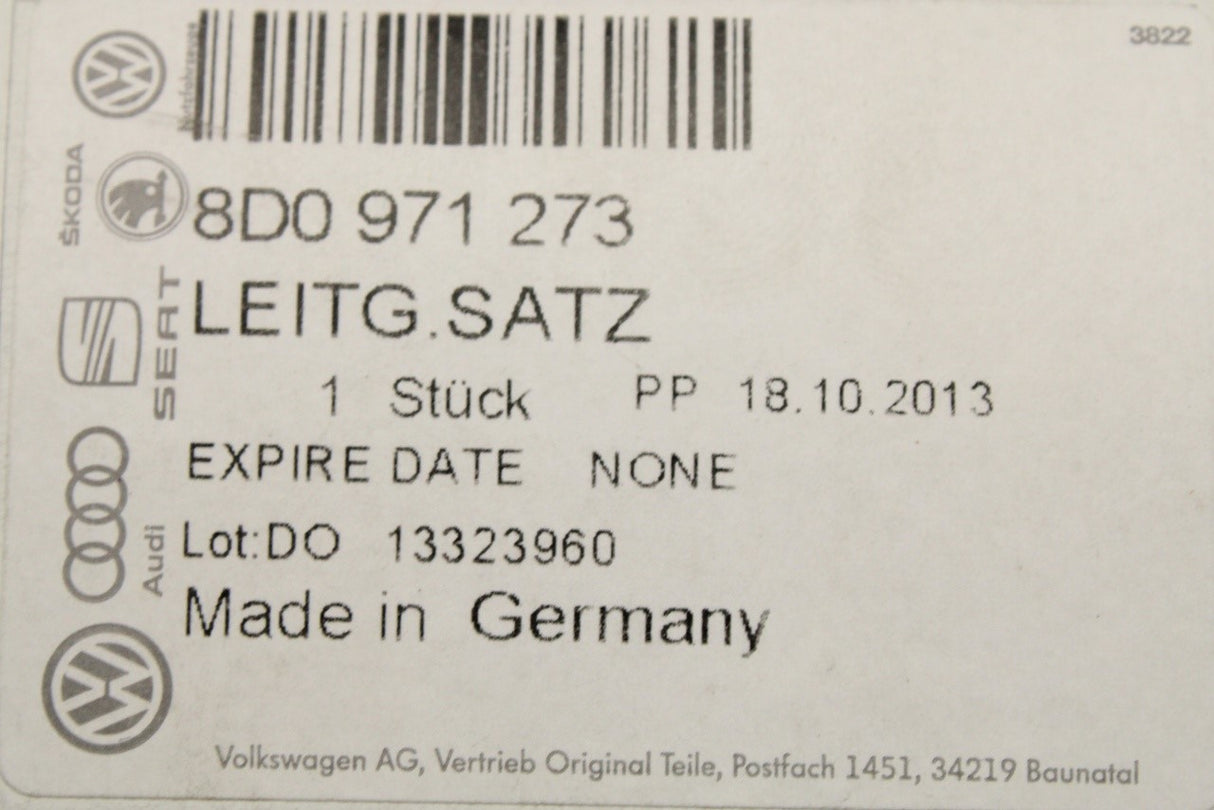 3822
Nutzfahrzeuge
8D0 971 273
ŠKODA
LEITG.SATZ
SEAT
1 Stück PP 18.10.2013
EXPIRE DATE NONE
Lot:DO 13323960
Audi
Made in Germany
Volkswagen AG, Vertrieb Original Teile, Postfach 1451, 34219 Baunatal